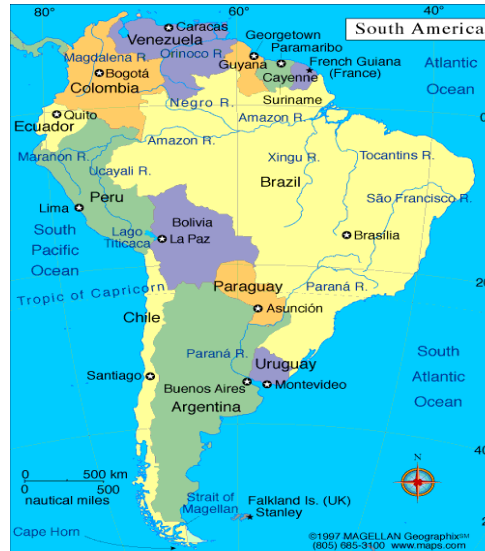 80°
60°
40°
South America
Caracas
Venezuela
Georgetown
Paramaribo
Magdalena R.
Orinoco R.
French Guiana
(France)
Atlantic
Ocean
Bogotá
Guyana
Cayenne
Colombia
Suriname
Negro R.
Quito
Ecuador
Amazon R.
Amazon R.
Marañon R.
Xingu R.
Tocantins R.
Ucayali R.
Brazil
São Francisco R.
Peru
Lima
Bolivia
Lago
Titicaca
La Paz
Brasília
South
Pacific
Ocean
Tropic of Capricorn
Paraguay
Paraná R.
20
Chile
Asunción
Paraná R.
Uruguay
South
Atlantic
Ocean
Santiago
Buenos Aires
Montevideo
Argentina
40
N
0
500 km
0
500
nautical miles
Strait of
Magellan
Falkland Is. (UK)
Stanley
Cape Horn
©1997 MAGELLAN Geographix℠
(805) 685-3100 www.maps.com